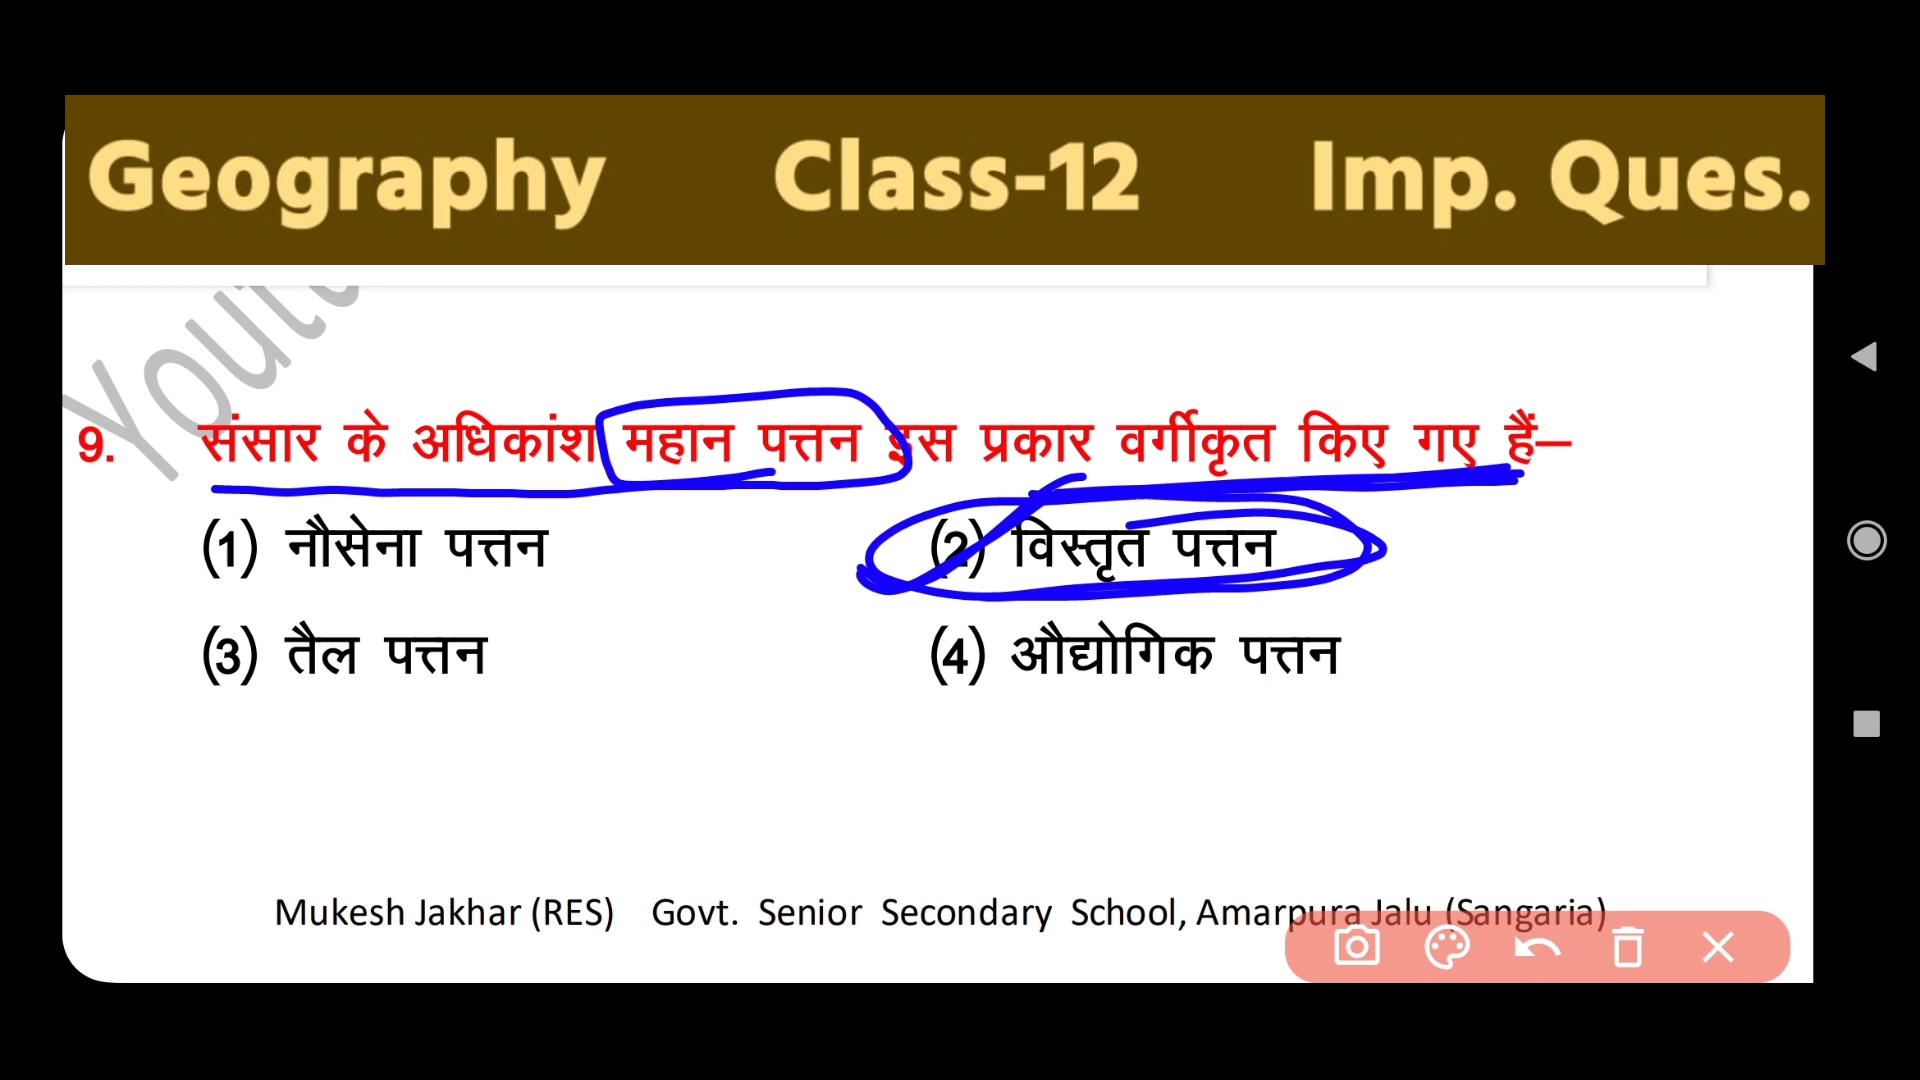 Geography Class-12 Imp. Ques.
9. संसार के अधिकांश महान पत्तन इस प्रकार वर्गीकृत किए गए हैं–
(1) नौसेना पत्तन (2) विस्तृत पत्तन
(3) तैल पत्तन (4) औद्योगिक पत्तन
Mukesh Jakhar (RES) Govt. Senior Secondary School, Amarpura Jalu (Sangaria)